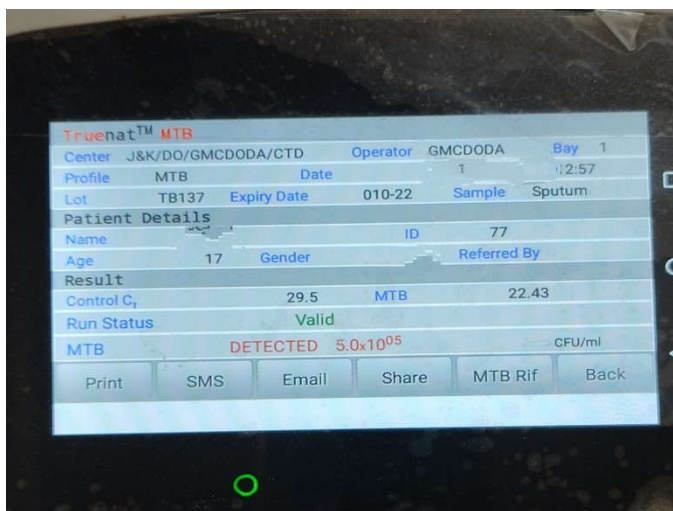 Truenat™ MTB
Center J&K/DO/GMCDODA/CTD Operator GMCDODA Bay 1
Profile MTB Date 1 12:57
Lot TB137 Expiry Date 010-22 Sample Sputum
Patient Details
Name ID 77
Age 17 Gender Referred By
Result
Control Ct 29.5 MTB 22.43
Run Status Valid
MTB DETECTED 5.0x10⁰⁵ CFU/ml
Print SMS Email Share MTB Rif Back